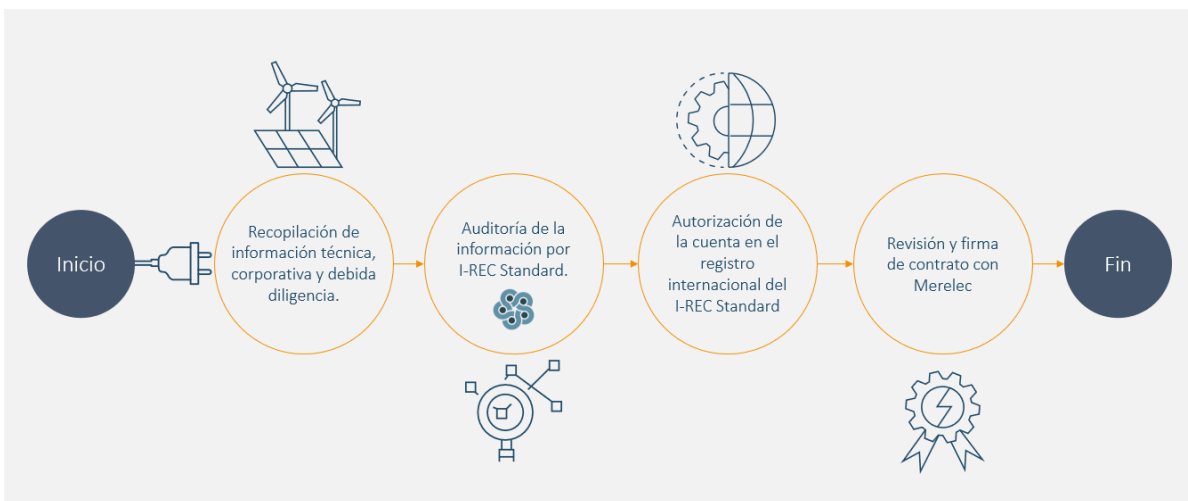 Inicio
Recopilación de
información técnica,
corporativa y debida
diligencia.
Auditoría de la
información por
I-REC Standard.
Autorización de
la cuenta en el
registro
internacional del
I-REC Standard
Revisión y firma
de contrato con
Merelec
Fin